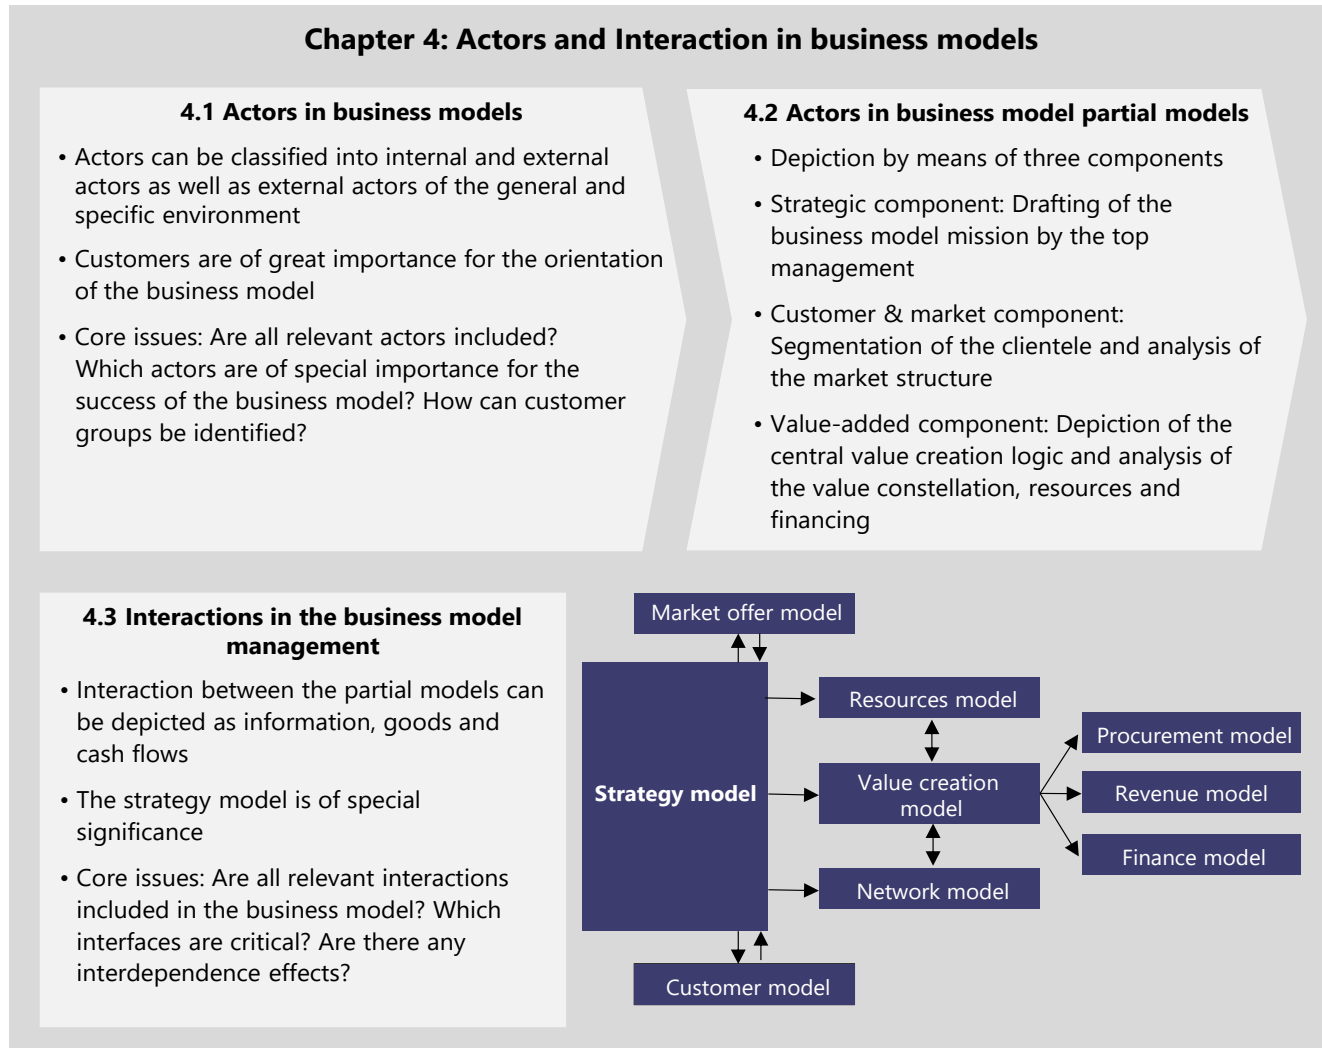 Chapter 4: Actors and Interaction in business models
4.1 Actors in business models
• Actors can be classified into internal and external
actors as well as external actors of the general and
specific environment
• Customers are of great importance for the orientation
of the business model
• Core issues: Are all relevant actors included?
Which actors are of special importance for the
success of the business model? How can customer
groups be identified?
4.2 Actors in business model partial models
• Depiction by means of three components
• Strategic component: Drafting of the
business model mission by the top
management
• Customer & market component:
Segmentation of the clientele and analysis of
the market structure
• Value-added component: Depiction of the
central value creation logic and analysis of
the value constellation, resources and
financing
4.3 Interactions in the business model
management
• Interaction between the partial models can
be depicted as information, goods and
cash flows
• The strategy model is of special
significance
• Core issues: Are all relevant interactions
included in the business model? Which
interfaces are critical? Are there any
interdependence effects?
Market offer model
Strategy model
Resources model
Value creation
model
Network model
Procurement model
Revenue model
Finance model
Customer model